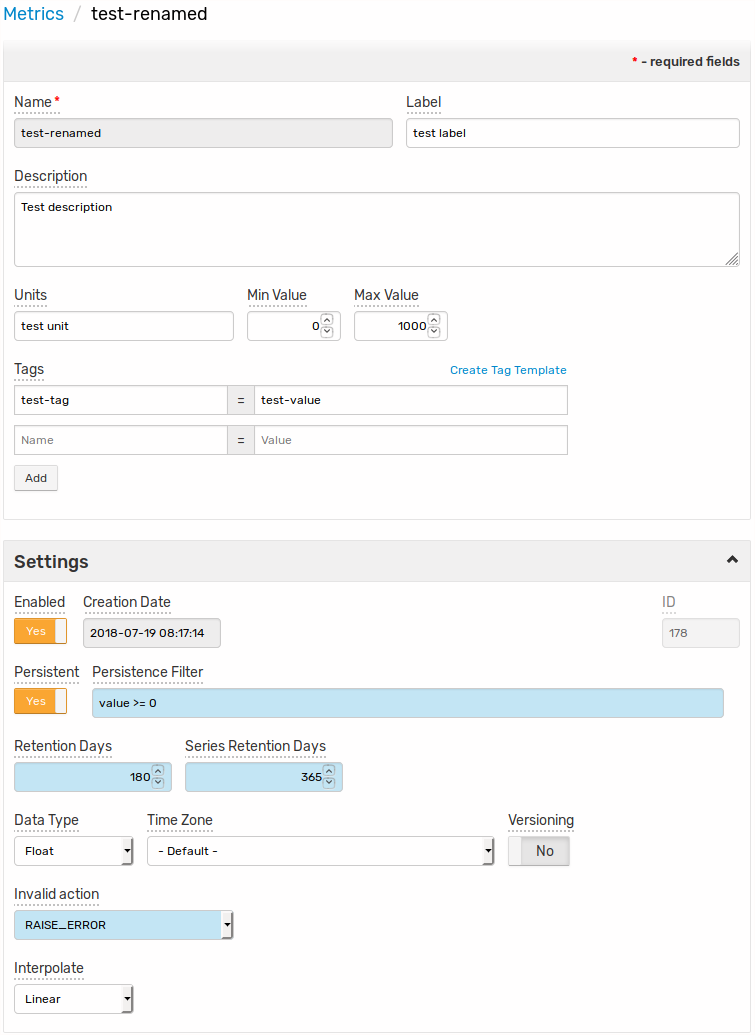 Metrics / test-renamed
* - required fields
Name * Label
test-renamed test label
Description
Test description
Units Min Value Max Value
test unit 0 1000
Tags Create Tag Template
test-tag = test-value
Name = Value
Add
Settings
Enabled Creation Date ID
Yes 2018-07-19 08:17:14 178
Persistent Persistence Filter
Yes value >= 0
Retention Days Series Retention Days
180 365
Data Type Time Zone Versioning
Float - Default - No
Invalid action
RAISE_ERROR
Interpolate
Linear